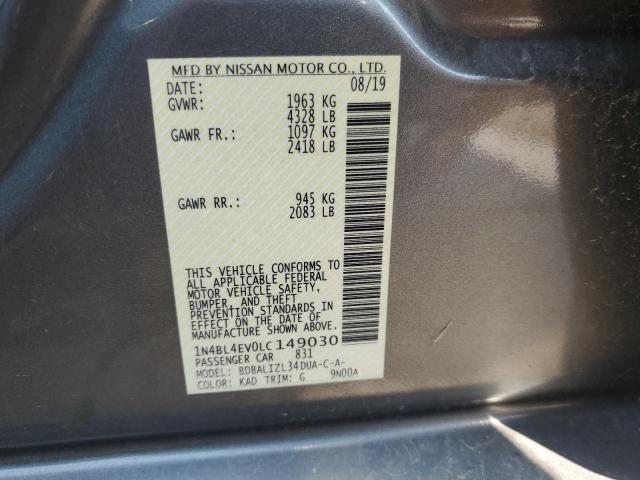 MFD BY NISSAN MOTOR CO., LTD.
DATE: 08/19
GVWR: 1963 KG
4328 LB
GAWR FR.: 1097 KG
2418 LB
GAWR RR.: 945 KG
2083 LB
THIS VEHICLE CONFORMS TO
ALL APPLICABLE FEDERAL
MOTOR VEHICLE SAFETY,
BUMPER, AND THEFT
PREVENTION STANDARDS IN
EFFECT ON THE DATE OF
MANUFACTURE SHOWN ABOVE.
1N4BL4EV0LC149030
PASSENGER CAR 831
MODEL: BDBALIZL34DUA-C-A-
COLOR: KAD TRIM: G 9N00A